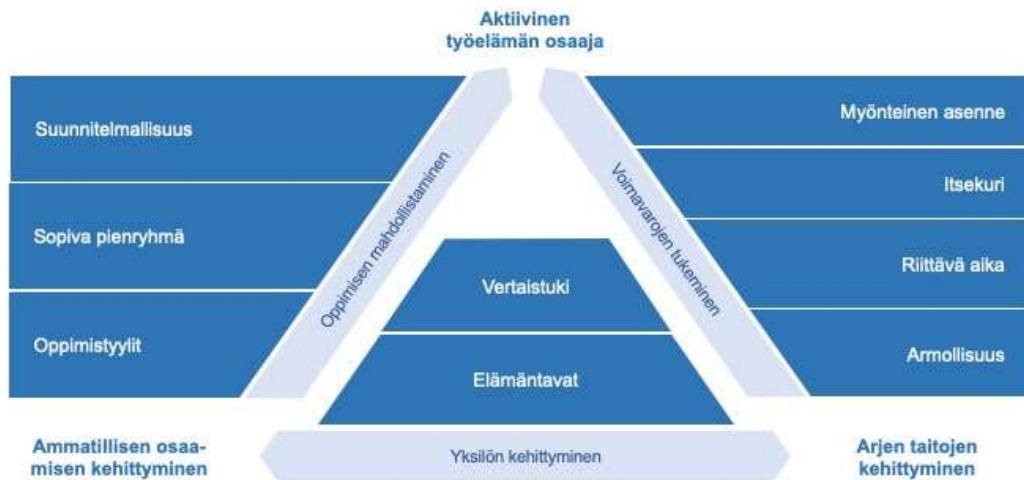 Aktiivinen
työelämän osaaja
Suunnitelmallisuus
Sopiva pienryhmä
Oppimistyylit
Oppimisen mahdollistaminen
Vertaistuki
Elämäntavat
Voimavarojen tukeminen
Myönteinen asenne
Itsekuri
Riittävä aika
Armollisuus
Ammatillisen osaa-
misen kehittyminen
Yksilön kehittyminen
Arjen taitojen
kehittyminen